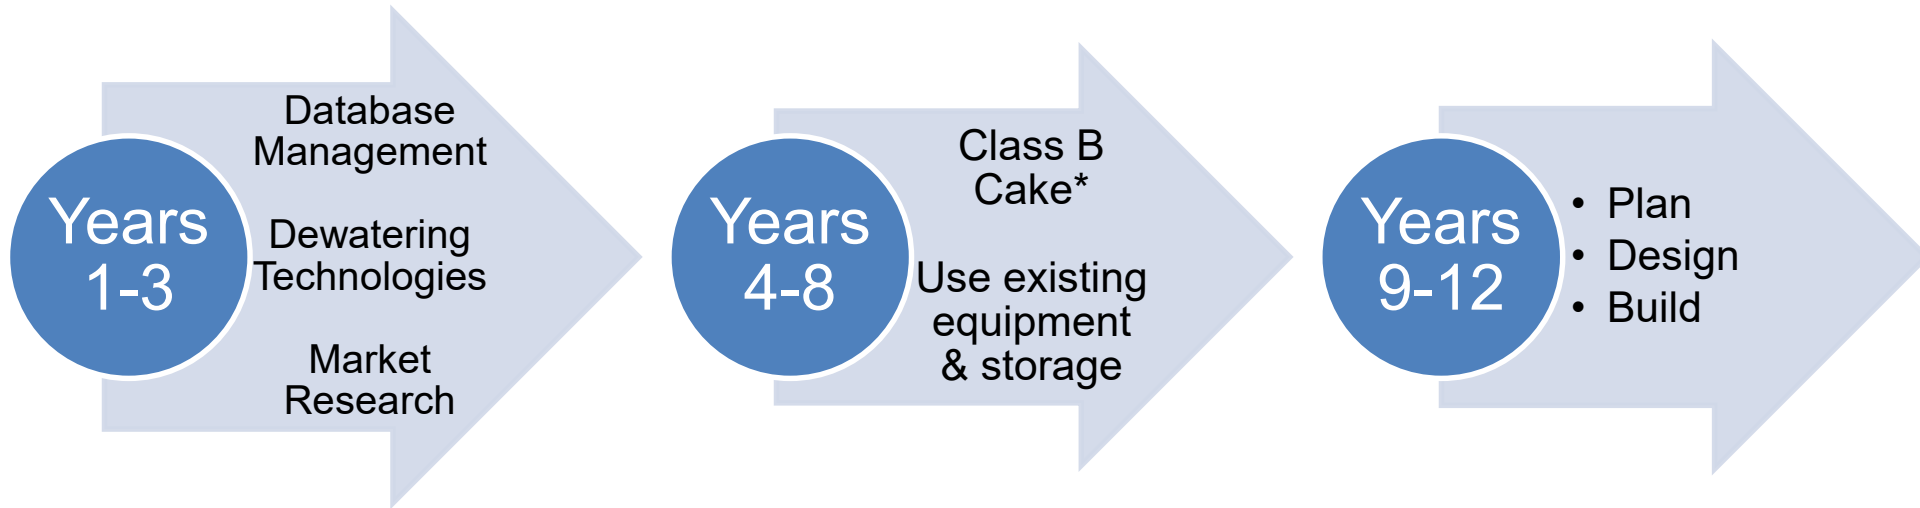 Years
1-3
Database
Management
Dewatering
Technologies
Market
Research
Years
4-8
Class B
Cake*
Use existing
equipment
& storage
Years
9-12
• Plan
• Design
• Build